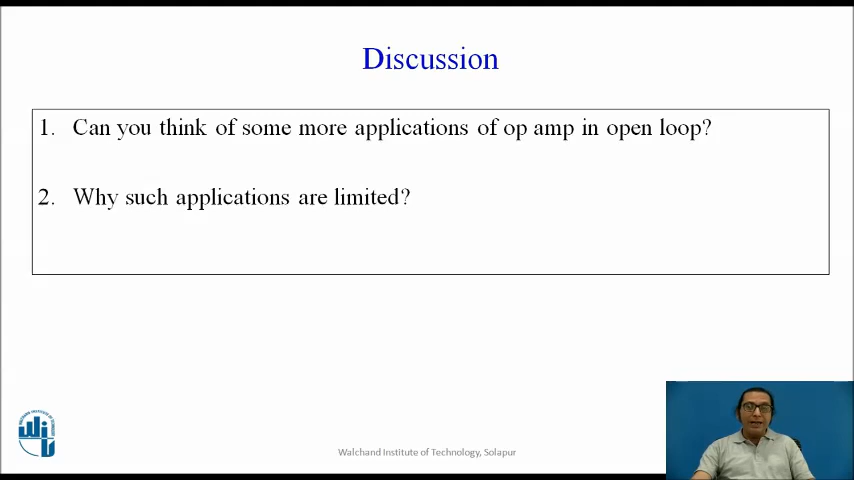 Discussion
1. Can you think of some more applications of op amp in open loop?
2. Why such applications are limited?
Walchand Institute of Technology, Solapur